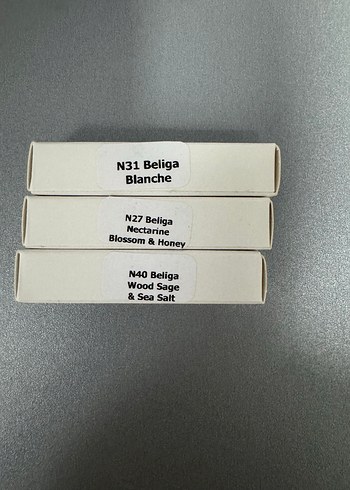 N31 Beliga
Blanche
N27 Beliga
Nectarine
Blossom & Honey
N40 Beliga
Wood Sage
& Sea Salt